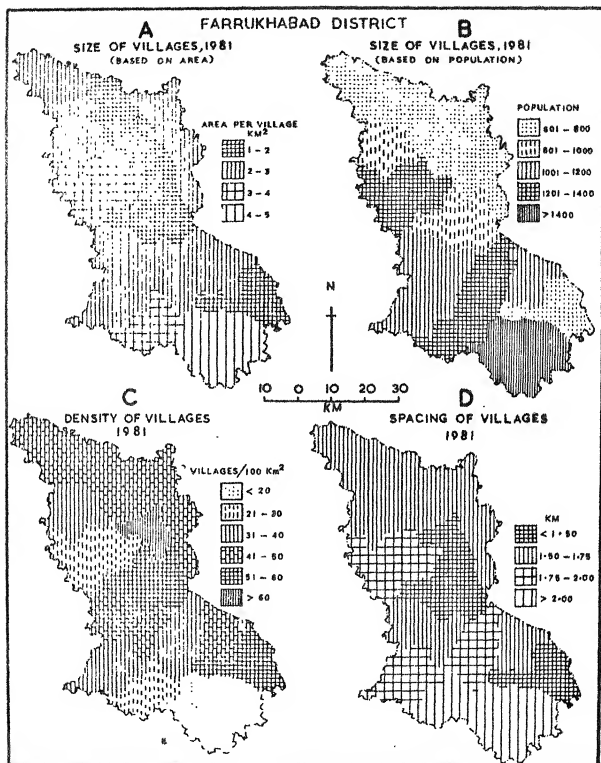 FARRUKHABAD DISTRICT
A
SIZE OF VILLAGES, 1981
(BASED ON AREA)
AREA PER VILLAGE
KM²
1-2
2-3
3-4
4-5
B
SIZE OF VILLAGES, 1981
(BASED ON POPULATION)
POPULATION
601-800
801-1000
1001-1200
1201-1400
>1400
N
10 0 10 20 30
KM
C
DENSITY OF VILLAGES
1981
VILLAGES/100 Km²
< 20
21-30
31-40
41-50
51-60
> 60
D
SPACING OF VILLAGES
1981
KM
< 1.50
1.50-1.75
1.75-2.00
> 2.00